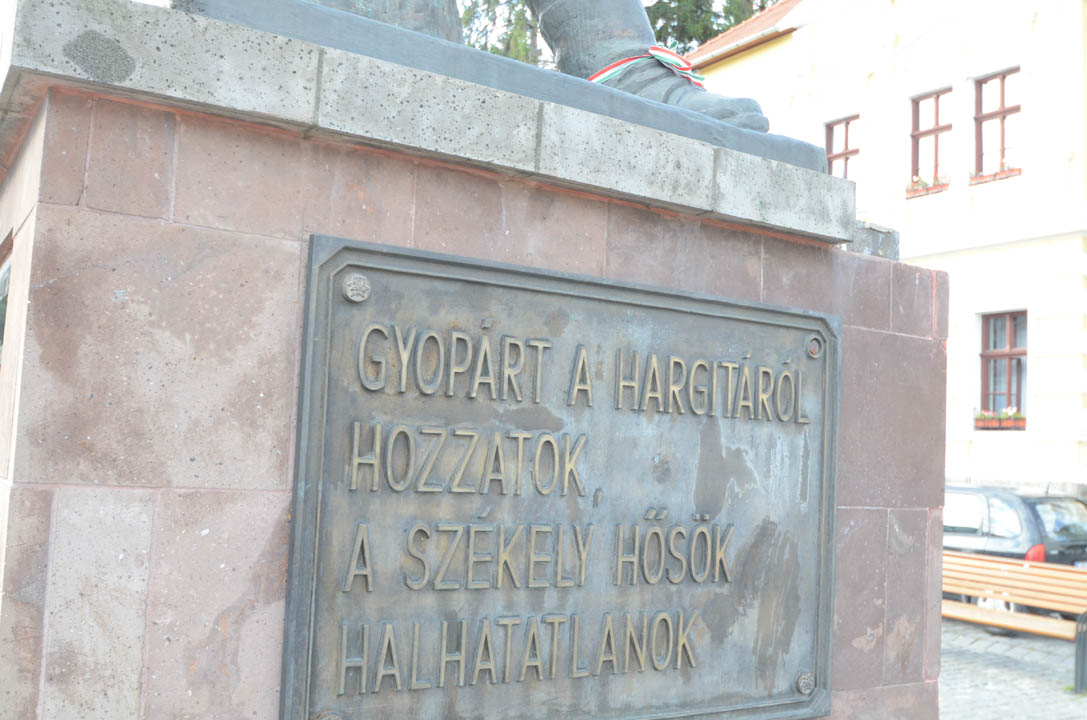 GYOPÁRT A HARGITÁRÓL
HOZZATOK,
A SZÉKELY HŐSÖK
HALHATATLANOK